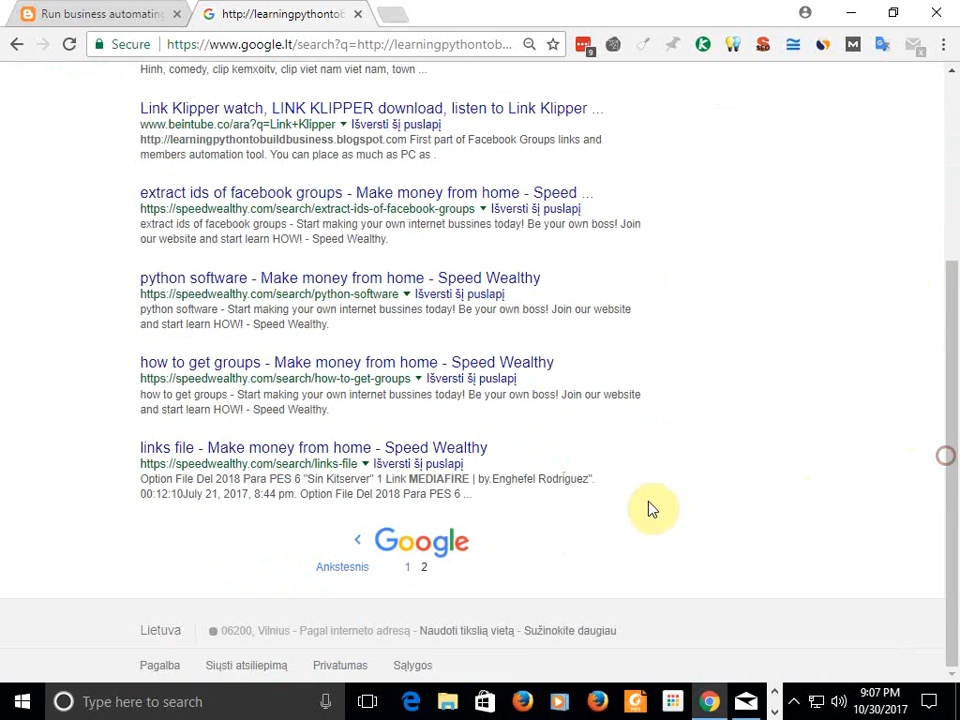 Run business automating
http://learningpythontob
Secure
https://www.google.lt/search?q=http://learningpythontob...
9
Hinh, comedy, clip kemxoitv, clip viet nam viet nam, town ...
Link Klipper watch, LINK KLIPPER download, listen to Link Klipper ...
www.beintube.co/ara?q=Link+Klipper Išversti šį puslapį
http://learningpythontobuildbusiness.blogspot.com First part of Facebook Groups links and
members automation tool. You can place as much as PC as .
extract ids of facebook groups - Make money from home - Speed ...
https://speedwealthy.com/search/extract-ids-of-facebook-groups Išversti šį puslapį
extract ids of facebook groups - Start making your own internet bussines today! Be your own boss! Join
our website and start learn HOW! - Speed Wealthy.
python software - Make money from home - Speed Wealthy
https://speedwealthy.com/search/python-software Išversti šį puslapį
python software - Start making your own internet bussines today! Be your own boss! Join our website
and start learn HOW! - Speed Wealthy.
how to get groups - Make money from home - Speed Wealthy
https://speedwealthy.com/search/how-to-get-groups Išversti šį puslapį
how to get groups - Start making your own internet bussines today! Be your own boss! Join our website
and start learn HOW! - Speed Wealthy.
links file - Make money from home - Speed Wealthy
https://speedwealthy.com/search/links-file Išversti šį puslapį
Option File Del 2018 Para PES 6 "Sin Kitserver" 1 Link MEDIAFIRE | by.Enghefel Rodríguez".
00:12:10July 21, 2017, 8:44 pm. Option File Del 2018 Para PES 6 ...
< Google
Ankstesnis 1 2
Lietuva
06200, Vilnius - Pagal interneto adresą - Naudoti tikslią vietą - Sužinokite daugiau
Pagalba Siųsti atsiliepimą Privatumas Sąlygos
Type here to search
9:07 PM
10/30/2017